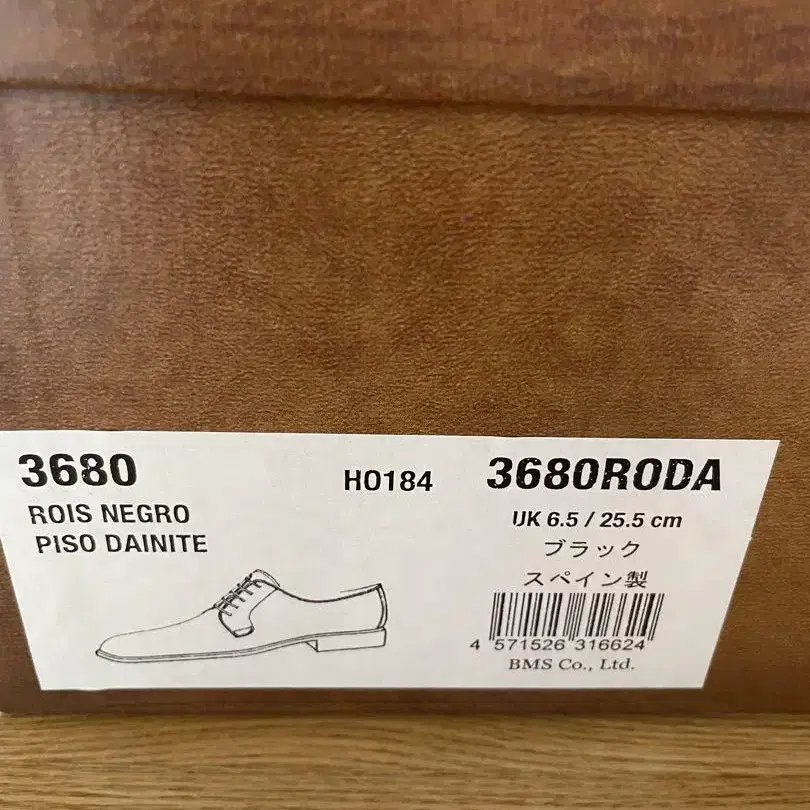 3680
ROIS NEGRO
PISO DAINITE
HO184
3680RODA
UK 6.5 / 25.5 cm
ブラック
スペイン製
4 571526 316624
BMS Co., Ltd.